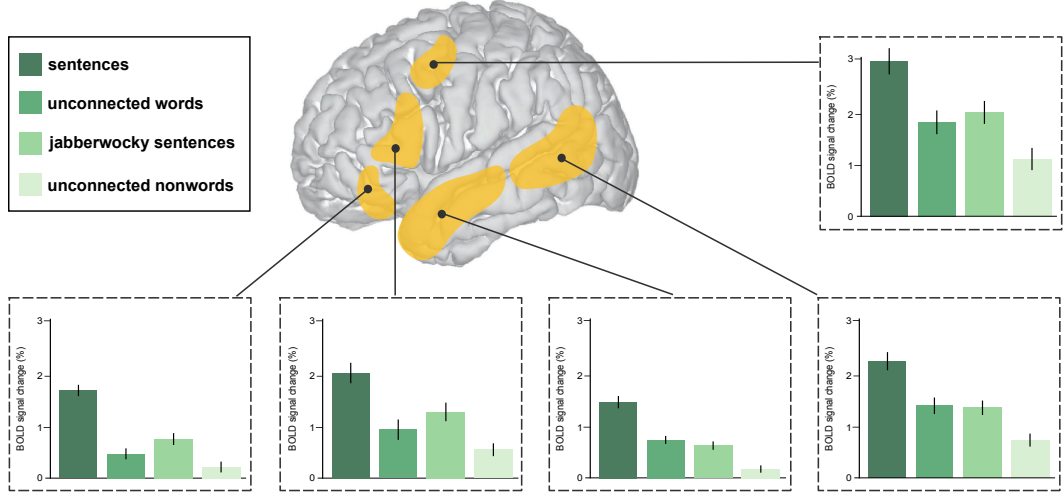 sentences
unconnected words
jabberwocky sentences
unconnected nonwords
BOLD signal change (%)
3
2
1
0
BOLD signal change (%)
3
2
1
0
BOLD signal change (%)
3
2
1
0
BOLD signal change (%)
3
2
1
0
BOLD signal change (%)
3
2
1
0